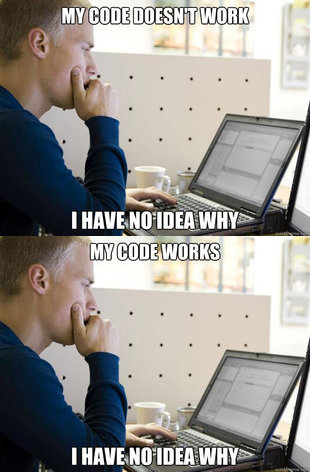 MY CODE DOESN'T WORK
I HAVE NO IDEA WHY
MY CODE WORKS
I HAVE NO IDEA WHY